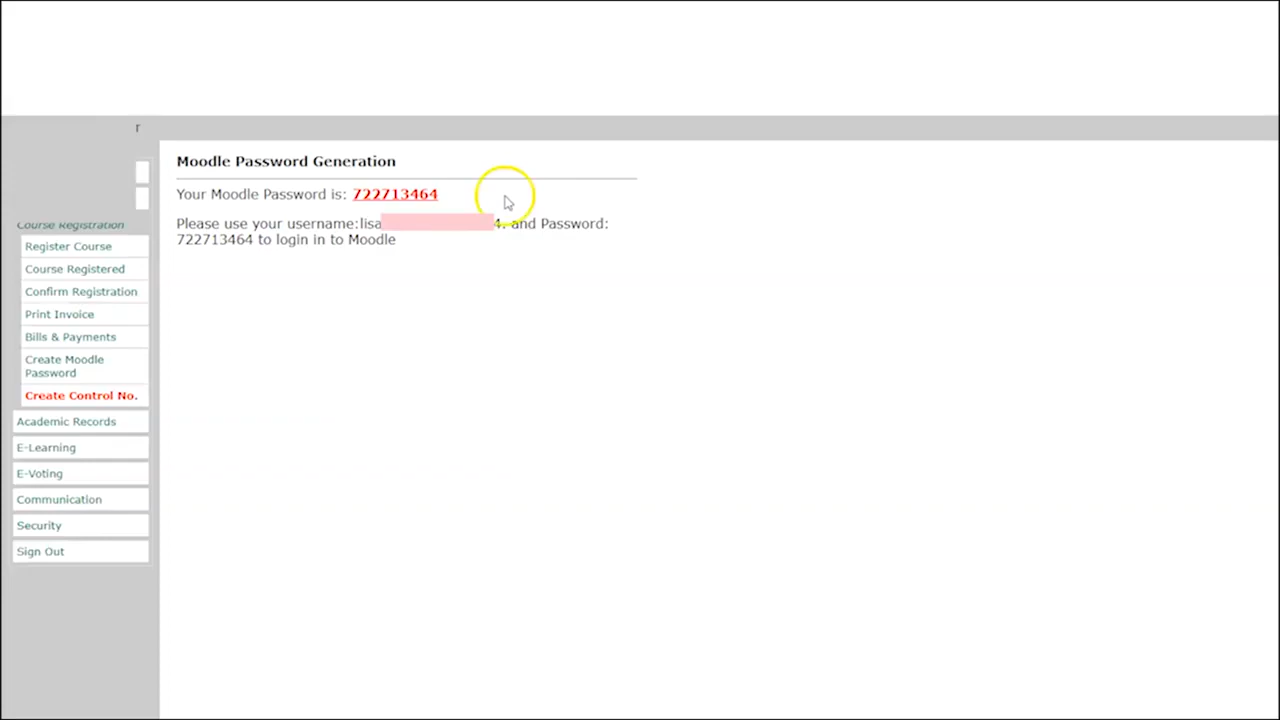 Moodle Password Generation
Your Moodle Password is: 722713464
Please use your username:lisa 4. and Password:
722713464 to login in to Moodle
Course Registration
Register Course
Course Registered
Confirm Registration
Print Invoice
Bills & Payments
Create Moodle
Password
Create Control No.
Academic Records
E-Learning
E-Voting
Communication
Security
Sign Out